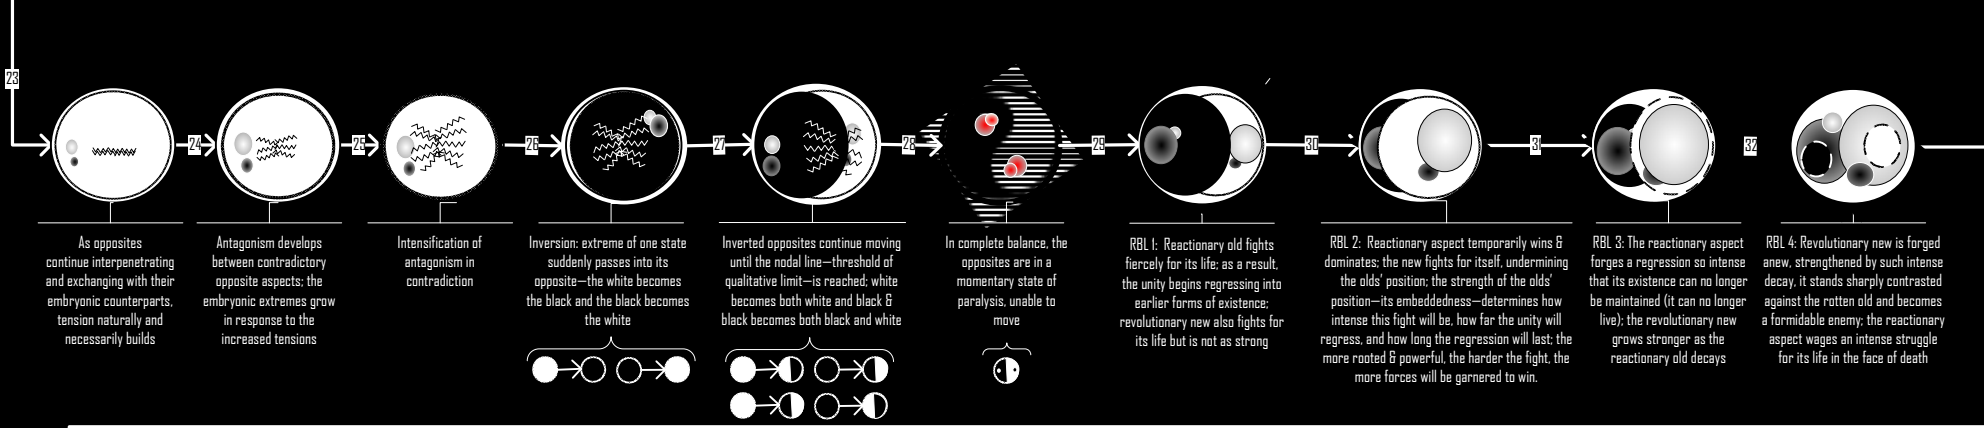 23
24
25
26
27
28
29
30
31
32
As opposites
continue interpenetrating
and exchanging with their
embryonic counterparts,
tension naturally and
necessarily builds
Antagonism develops
between contradictory
opposite aspects; the
embryonic extremes grow
in response to the
increased tensions
Intensification of
antagonism in
contradiction
Inversion: extreme of one state
suddenly passes into its
opposite—the white becomes
the black and the black becomes
the white
Inverted opposites continue moving
until the nodal line—threshold of
qualitative limit—is reached; white
becomes both white and black &
black becomes both black and white
In complete balance, the
opposites are in a
momentary state of
paralysis, unable to
move
RBL 1: Reactionary old fights
fiercely for its life; as a result,
the unity begins regressing into
earlier forms of existence;
revolutionary new also fights for
its life but is not as strong
RBL 2: Reactionary aspect temporarily wins &
dominates; the new fights for itself, undermining
the olds' position; the strength of the olds'
position—its embeddedness—determines how
intense this fight will be, how far the unity will
regress, and how long the regression will last; the
more rooted & powerful, the harder the fight, the
more forces will be garnered to win.
RBL 3: The reactionary aspect
forges a regression so intense
that its existence can no longer
be maintained (it can no longer
live); the revolutionary new
grows stronger as the
reactionary old decays
RBL 4: Revolutionary new is forged
anew, strengthened by such intense
decay, it stands sharply contrasted
against the rotten old and becomes
a formidable enemy; the reactionary
aspect wages an intense struggle
for its life in the face of death